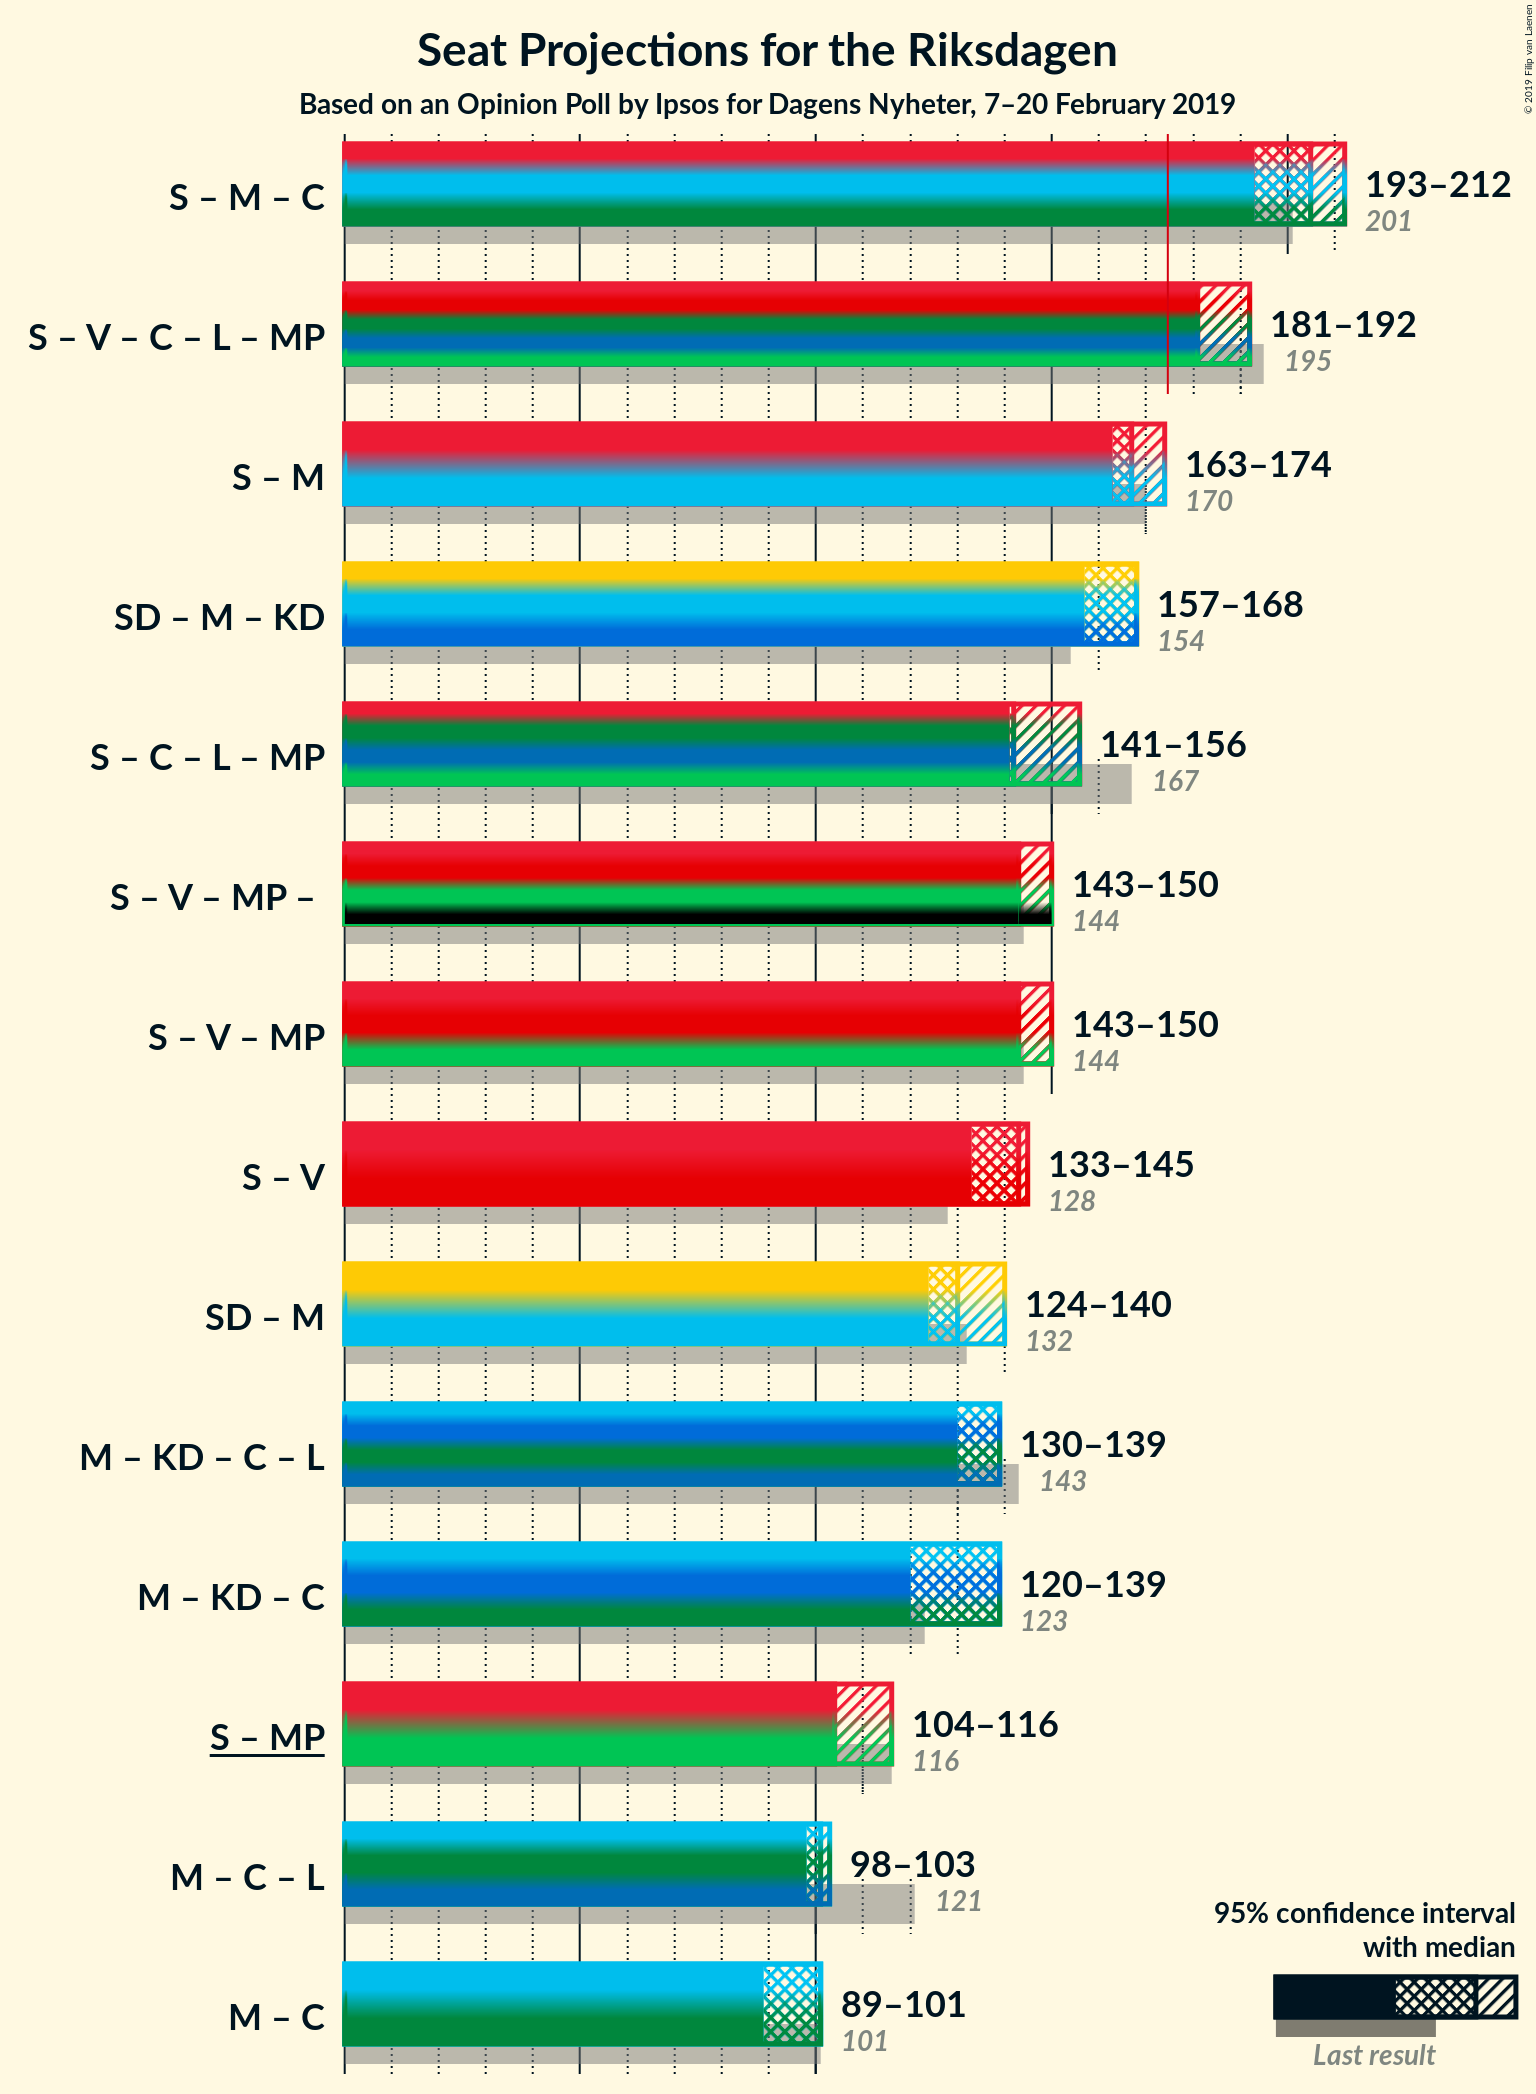 Seat Projections for the Riksdagen
Based on an Opinion Poll by Ipsos for Dagens Nyheter, 7–20 February 2019
© 2019 Filip van Laenen
S – M – C
193–212
201
S – V – C – L – MP
181–192
195
S – M
163–174
170
SD – M – KD
157–168
154
S – C – L – MP
141–156
167
S – V – MP –
143–150
144
S – V – MP
143–150
144
S – V
133–145
128
SD – M
124–140
132
M – KD – C – L
130–139
143
M – KD – C
120–139
123
S – MP
104–116
116
M – C – L
98–103
121
M – C
89–101
101
95% confidence interval
with median
Last result